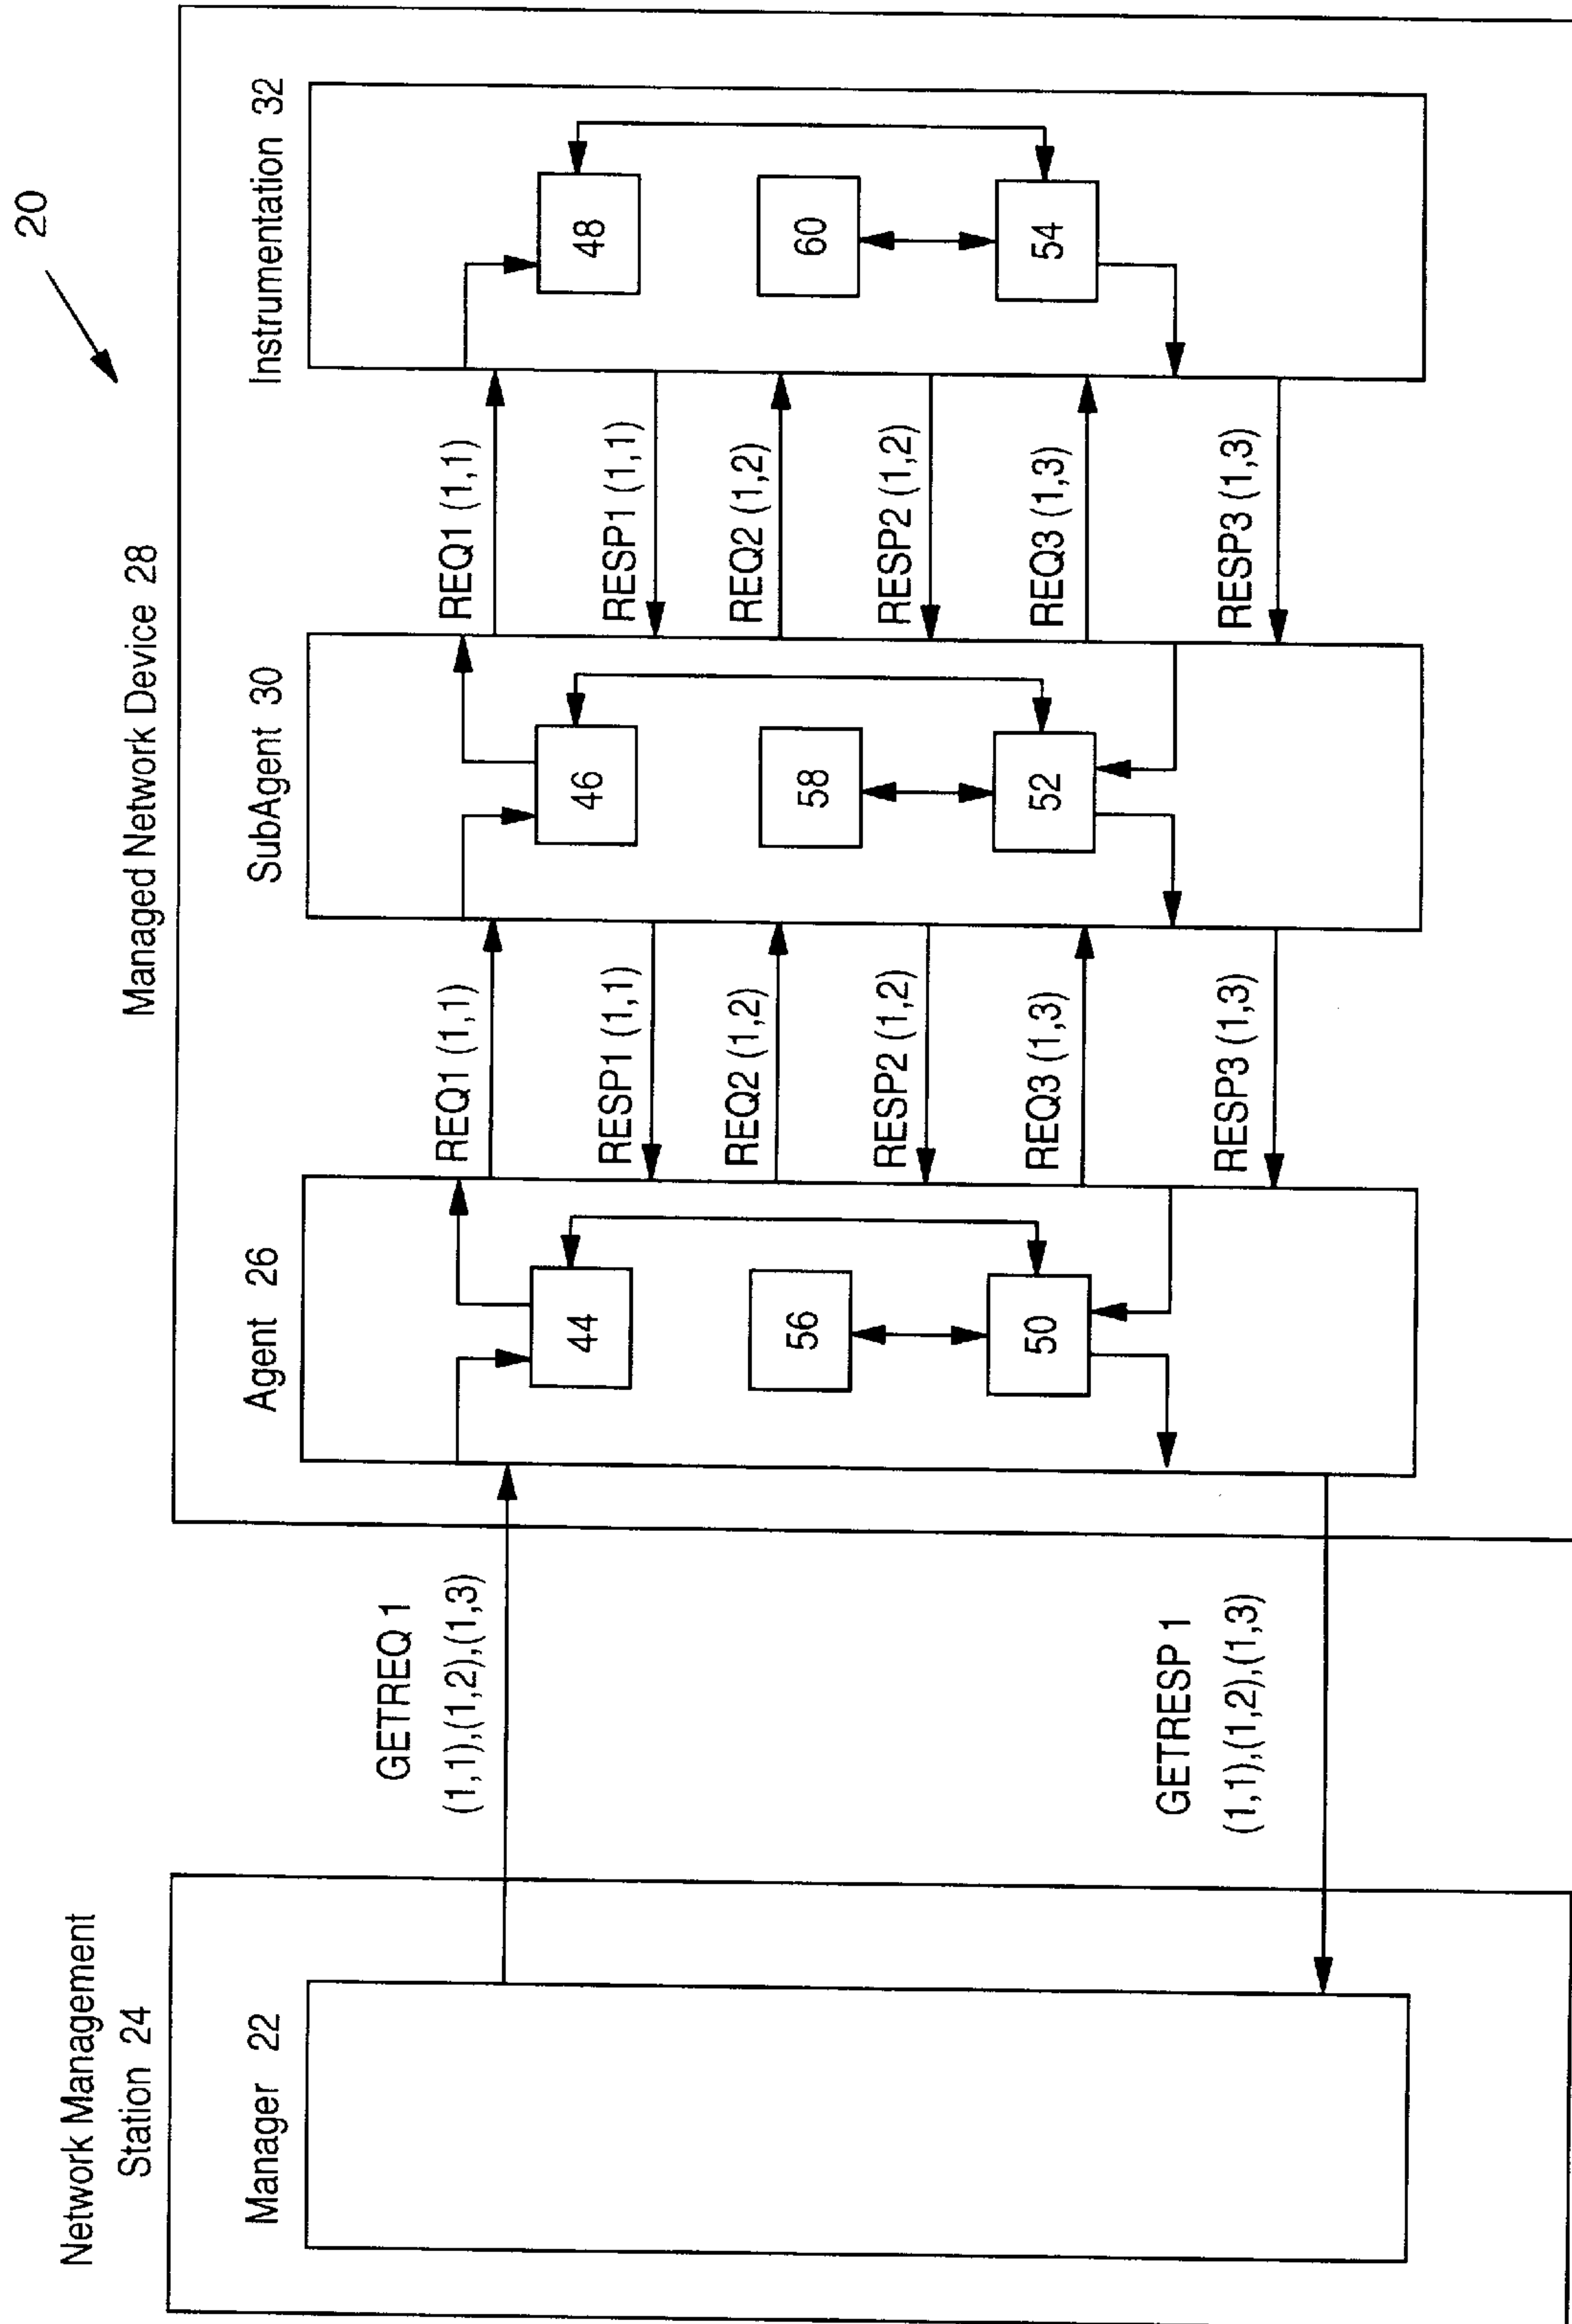 20
Network Management
Station 24
Managed Network Device 28
Manager 22
Agent 26
SubAgent 30
Instrumentation 32
GETREQ 1
(1,1),(1,2),(1,3)
GETRESP 1
(1,1),(1,2),(1,3)
44
56
50
REQ1 (1,1)
RESP1 (1,1)
REQ2 (1,2)
RESP2 (1,2)
REQ3 (1,3)
RESP3 (1,3)
46
58
52
REQ1 (1,1)
RESP1 (1,1)
REQ2 (1,2)
RESP2 (1,2)
REQ3 (1,3)
RESP3 (1,3)
48
60
54